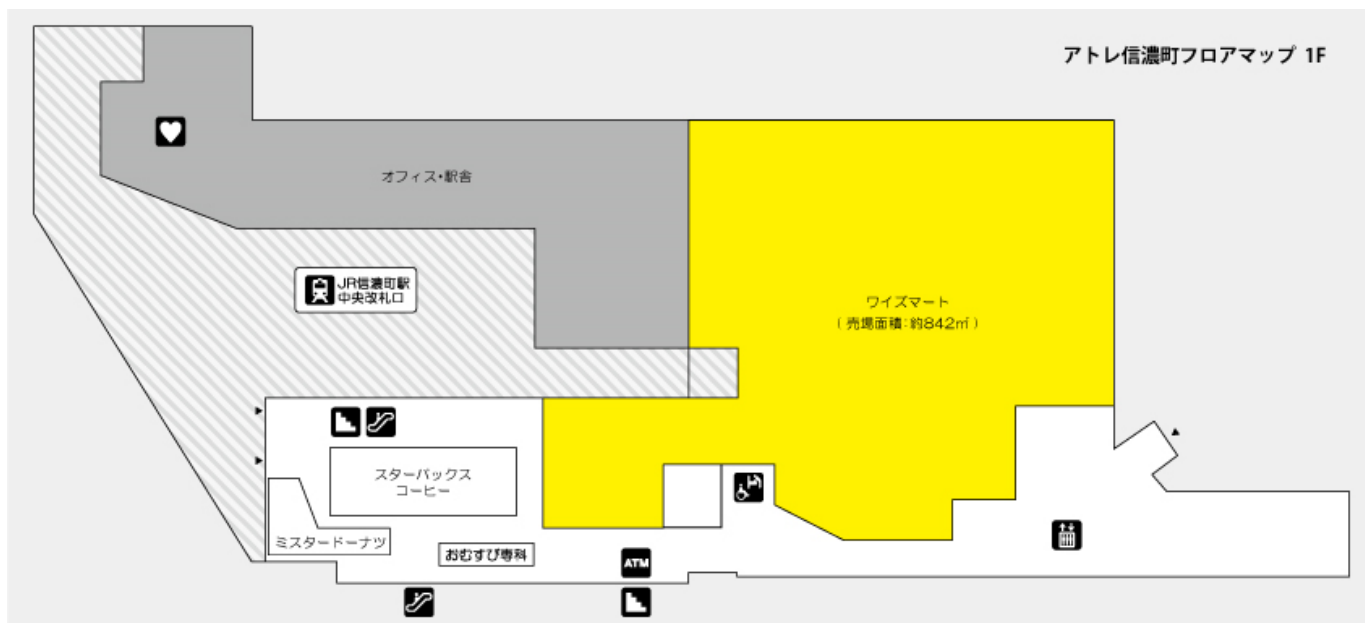 アトレ信濃町フロアマップ 1F
オフィス・駅舎
JR信濃町駅
中央改札口
ワイズマート
( 売場面積:約842㎡ )
スターバックス
コーヒー
ミスタードーナツ
おむすび専科
ATM